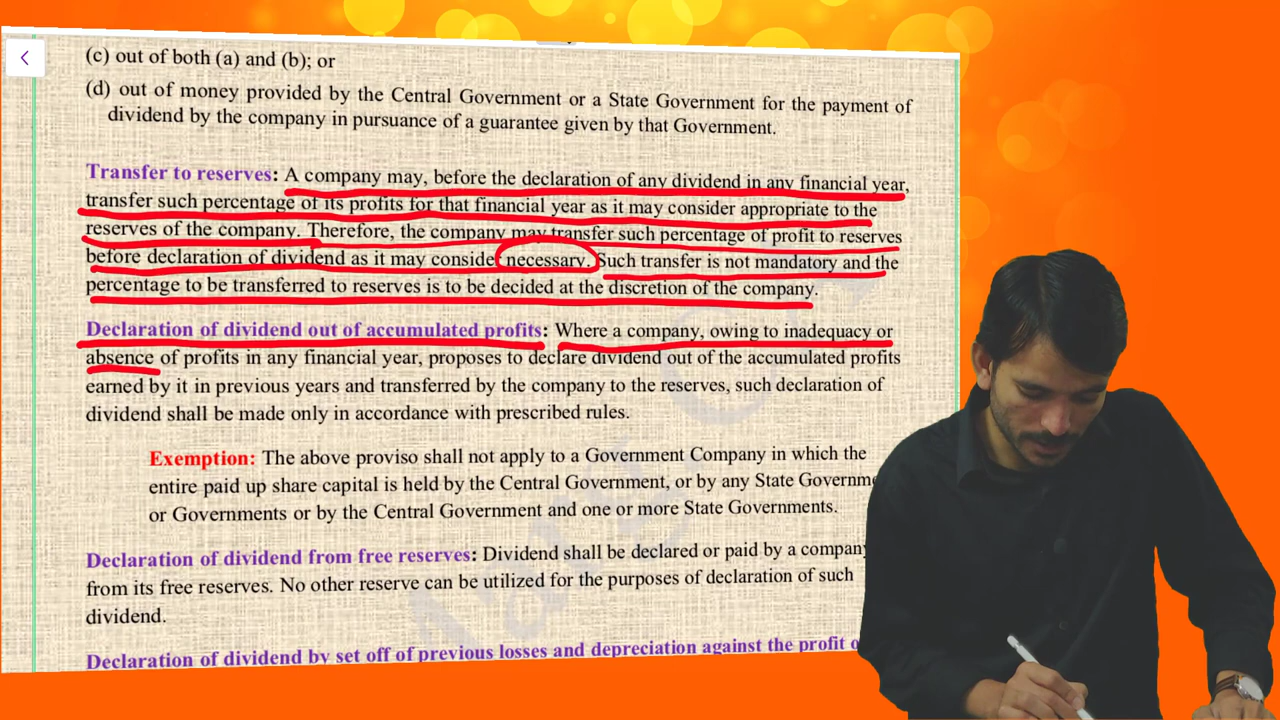 (c) out of both (a) and (b); or
(d) out of money provided by the Central Government or a State Government for the payment of
dividend by the company in pursuance of a guarantee given by that Government.
Transfer to reserves: A company may, before the declaration of any dividend in any financial year,
transfer such percentage of its profits for that financial year as it may consider appropriate to the
reserves of the company. Therefore, the company may transfer such percentage of profit to reserves
before declaration of dividend as it may consider necessary. Such transfer is not mandatory and the
percentage to be transferred to reserves is to be decided at the discretion of the company.
Declaration of dividend out of accumulated profits: Where a company, owing to inadequacy or
absence of profits in any financial year, proposes to declare dividend out of the accumulated profits
earned by it in previous years and transferred by the company to the reserves, such declaration of
dividend shall be made only in accordance with prescribed rules.
Exemption: The above proviso shall not apply to a Government Company in which the
entire paid up share capital is held by the Central Government, or by any State
or Governments or by the Central Government and one or more State Governments.
Declaration of dividend from free reserves: Dividend shall be declared or paid by a company
from its free reserves. No other reserve can be utilized for the purposes of declaration of such
dividend.
Declaration of dividend by set off of previous losses and depreciation against the profit